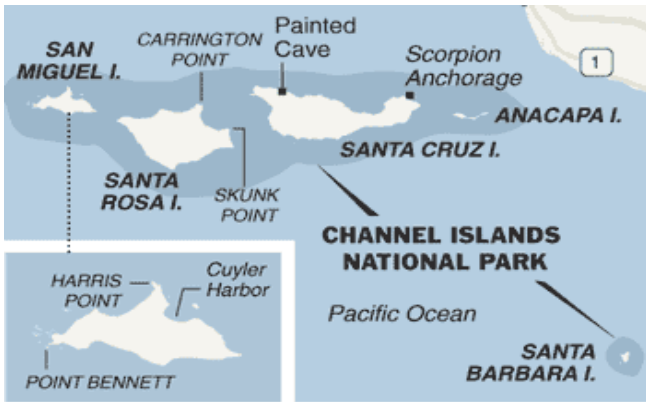 SAN
MIGUEL I.
CARRINGTON
POINT
Painted
Cave
Scorpion
Anchorage
1
ANACAPA I.
SANTA CRUZ I.
SANTA
ROSA I.
SKUNK
POINT
CHANNEL ISLANDS
NATIONAL PARK
HARRIS
POINT
Cuyler
Harbor
POINT BENNETT
Pacific Ocean
SANTA
BARBARA I.